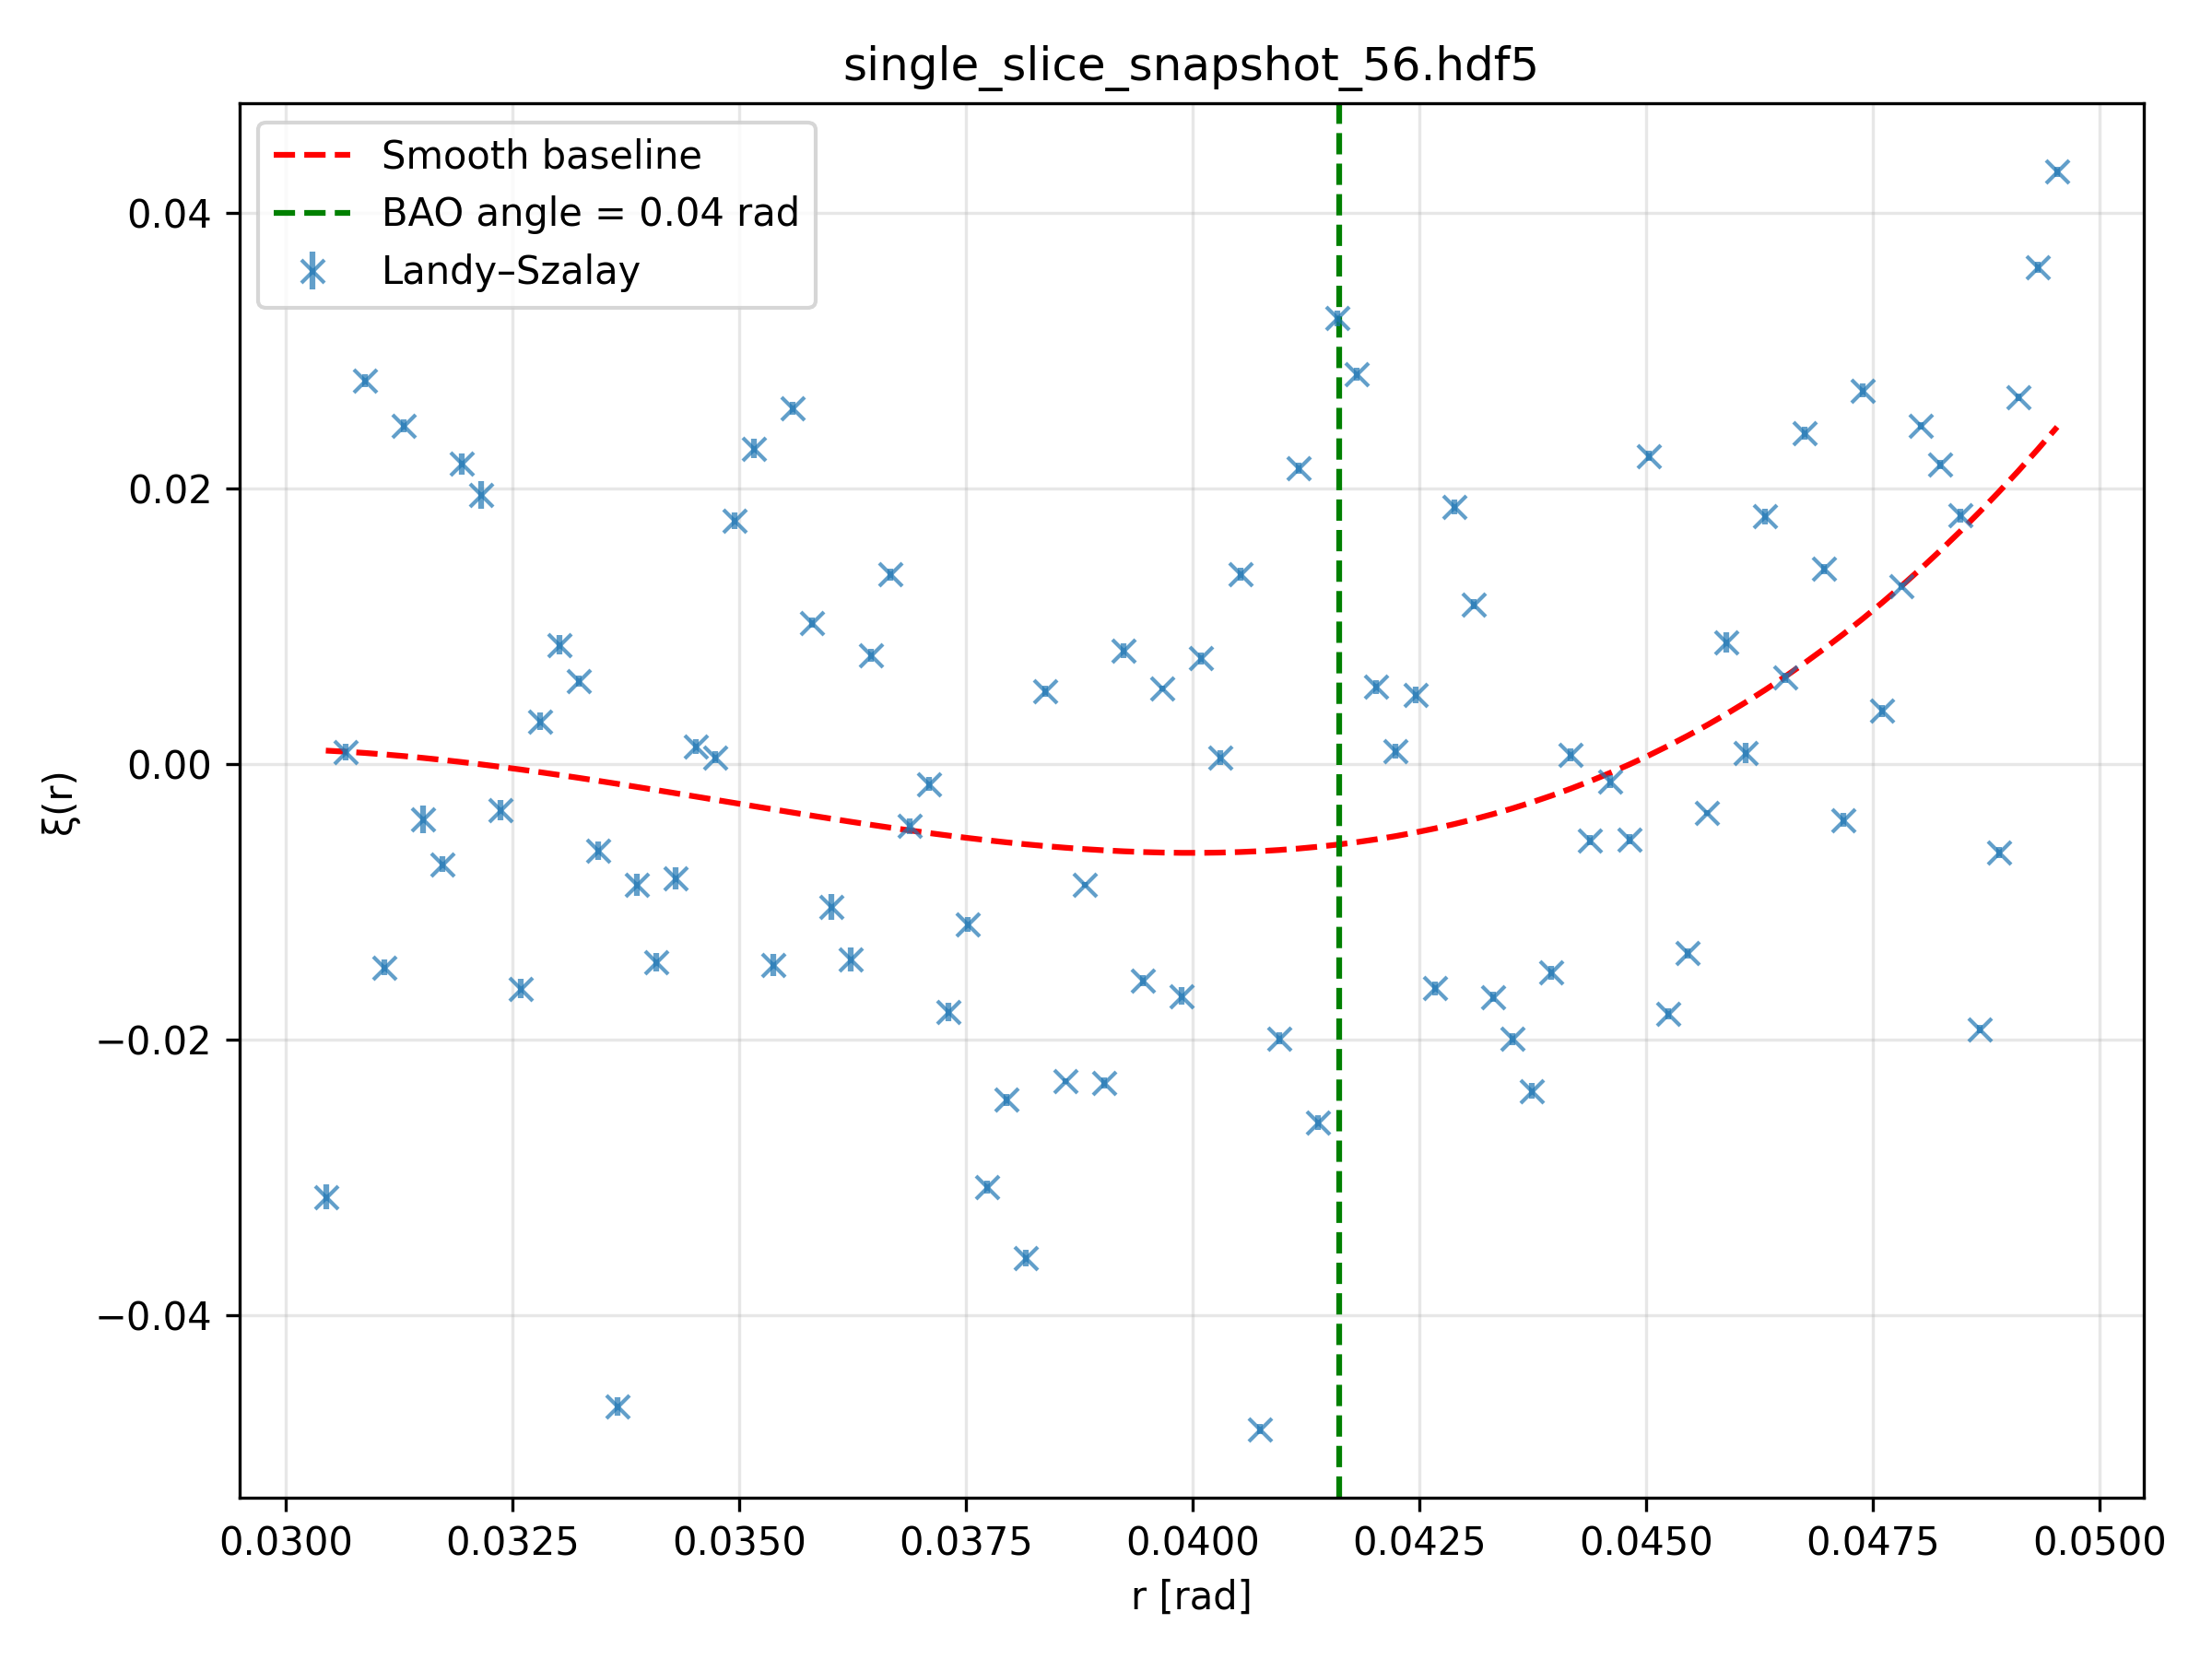 single_slice_snapshot_56.hdf5
Smooth baseline
BAO angle = 0.04 rad
Landy–Szalay
ξ(r)
0.04
0.02
0.00
−0.02
−0.04
0.0300 0.0325 0.0350 0.0375 0.0400 0.0425 0.0450 0.0475 0.0500
r [rad]